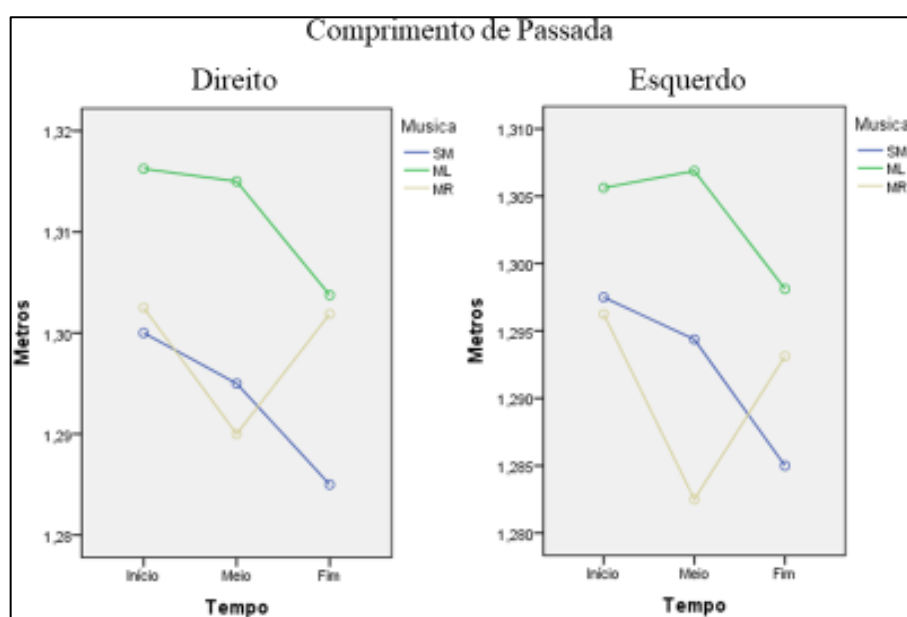 Comprimento de Passada
Direito
Musica
SM
ML
MR
1,32
1,31
1,30
1,29
1,28
Metros
Início
Meio
Fim
Tempo
Esquerdo
Musica
SM
ML
MR
1,310
1,305
1,300
1,295
1,290
1,285
1,280
Metros
Início
Meio
Fim
Tempo